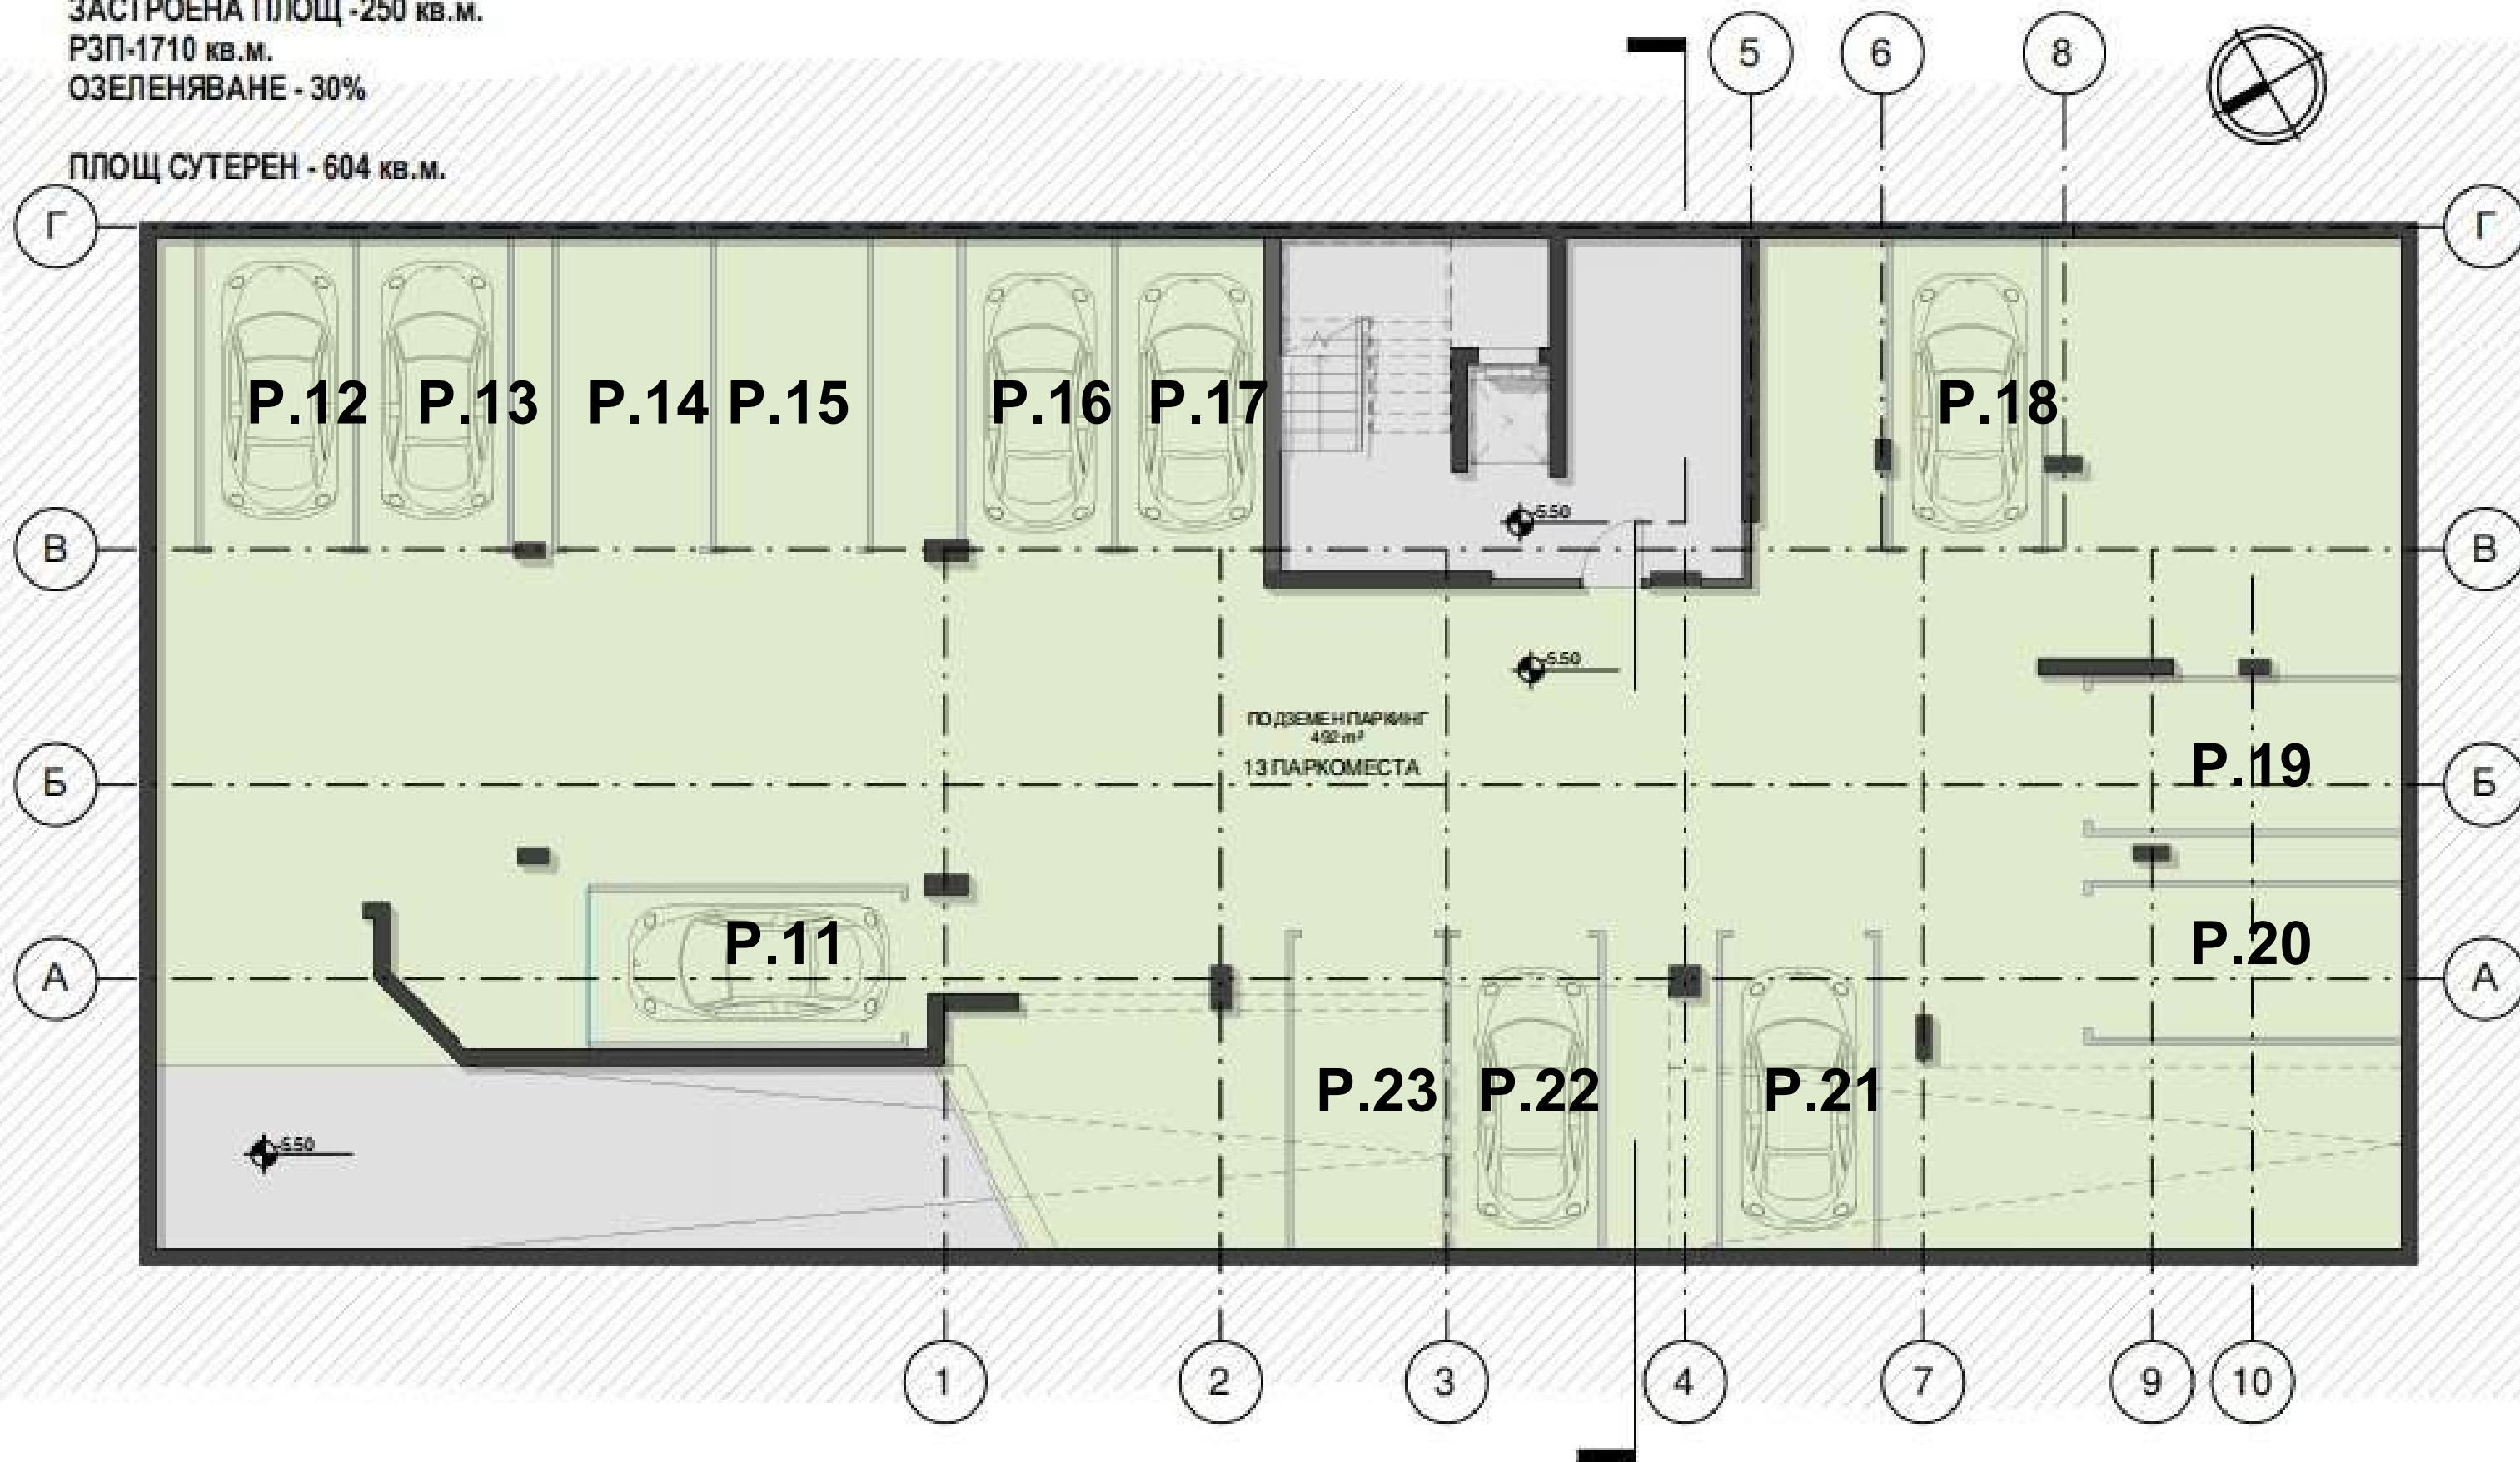 ЗАСТРОЕНА ПЛОЩ -250 кв.м.
РЗП-1710 кв.м.
ОЗЕЛЕНЯВАНЕ - 30%
ПЛОЩ СУТЕРЕН - 604 кв.м.
5 6 8
Г Г
P.12 P.13 P.14 P.15 P.16 P.17 P.18
-5.50
В В
-5.50
ПОДЗЕМЕН ПАРКИНГ
492 m²
13 ПАРКОМЕСТА
P.19
Б Б
P.11 P.20
А А
P.23 P.22 P.21
-5.50
1 2 3 4 7 9 10